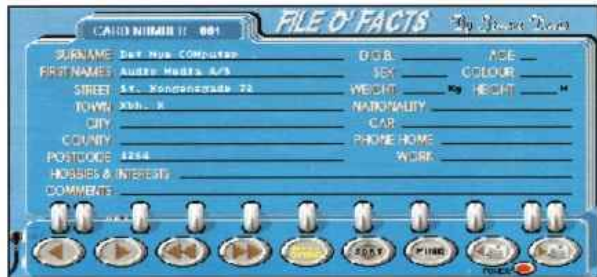 CARD NUMBER 001
FILE O' FACTS
By
SURNAME Det Nye COMputer
D.O.B. AGE
FIRST NAMES Audio Media A/S
SEX COLOUR
STREET St. Kongensgade 72
WEIGHT Kg HEIGHT M
TOWN Kbh. K
NATIONALITY
CITY
CAR
COUNTY
PHONE HOME
POSTCODE 1264
WORK
HOBBIES & INTERESTS
COMMENTS
SORT
FIND
POWER